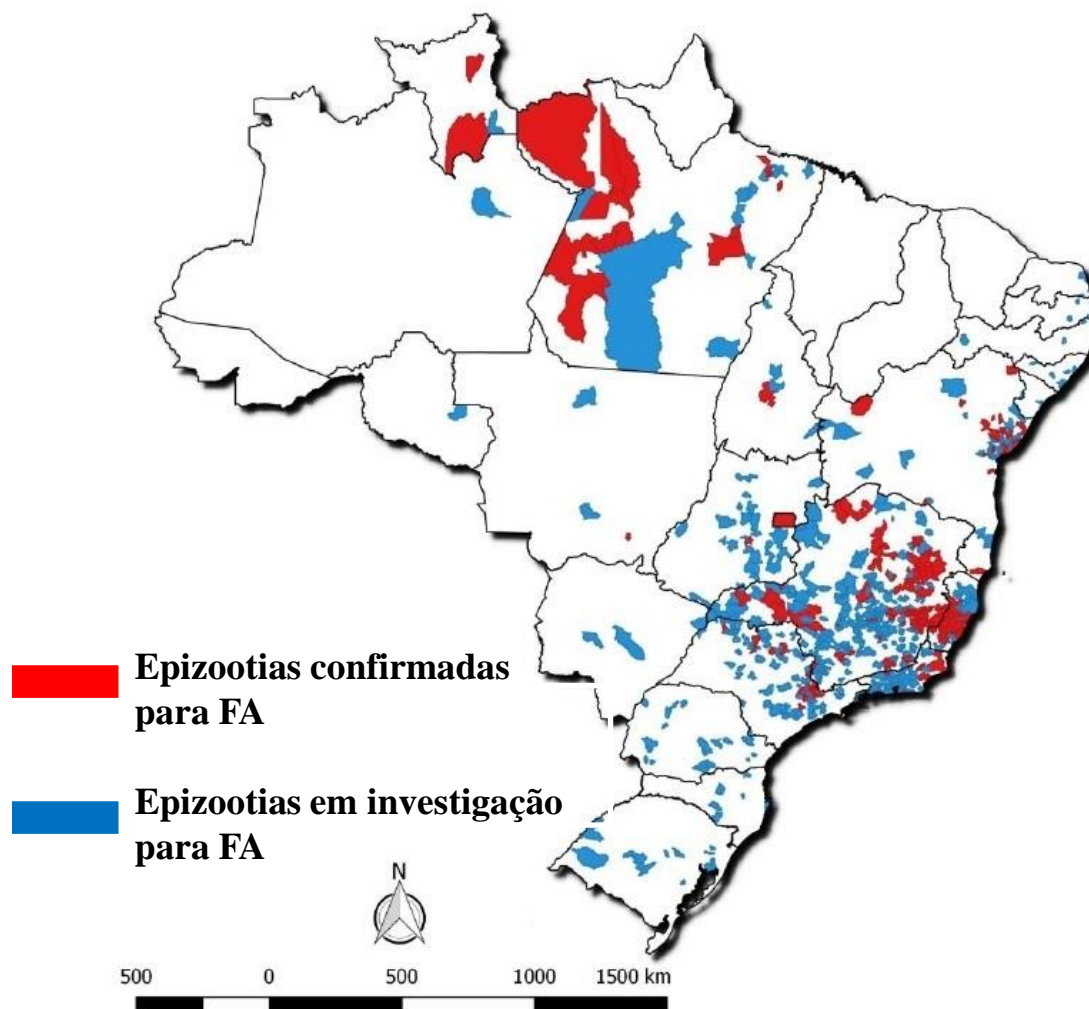 Epizootias confirmadas
para FA
Epizootias em investigação
para FA
N
500 0 500 1000 1500 km